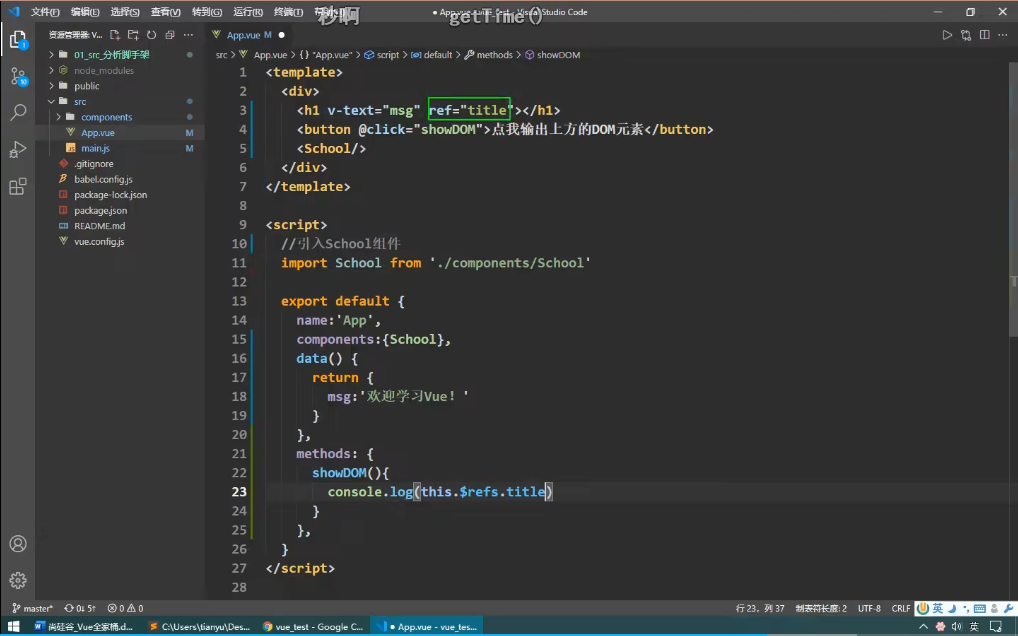 文件(F) 编辑(E) 选择(S) 查看(V) 转到(G) 运行(R) 终端(T)
秒啊
getTime()
Studio Code
资源管理器: V...
App.vue M
src > App.vue > {} "App.vue" > script > default > methods > showDOM
01_src_分析脚手架
node_modules
public
src
components
App.vue M
main.js M
.gitignore
babel.config.js
package-lock.json
package.json
README.md
vue.config.js
1 <template>
2 <div>
3 <h1 v-text="msg" ref="title"></h1>
4 <button @click="showDOM">点我输出上方的DOM元素</button>
5 <School/>
6 </div>
7 </template>
8
9 <script>
10 //引入School组件
11 import School from './components/School'
12
13 export default {
14 name:'App',
15 components:{School},
16 data() {
17 return {
18 msg:'欢迎学习Vue！'
19 }
20 },
21 methods: {
22 showDOM(){
23 console.log(this.$refs.title)
24 }
25 },
26 }
27 </script>
28
master* 0↓ 5↑ 0 0
行 23，列 37 制表符长度: 2 UTF-8 CRLF 英
尚硅谷_Vue全家桶.d... C:\Users\tianyu\Des... vue_test - Google C... ● App.vue - vue_tes... 英